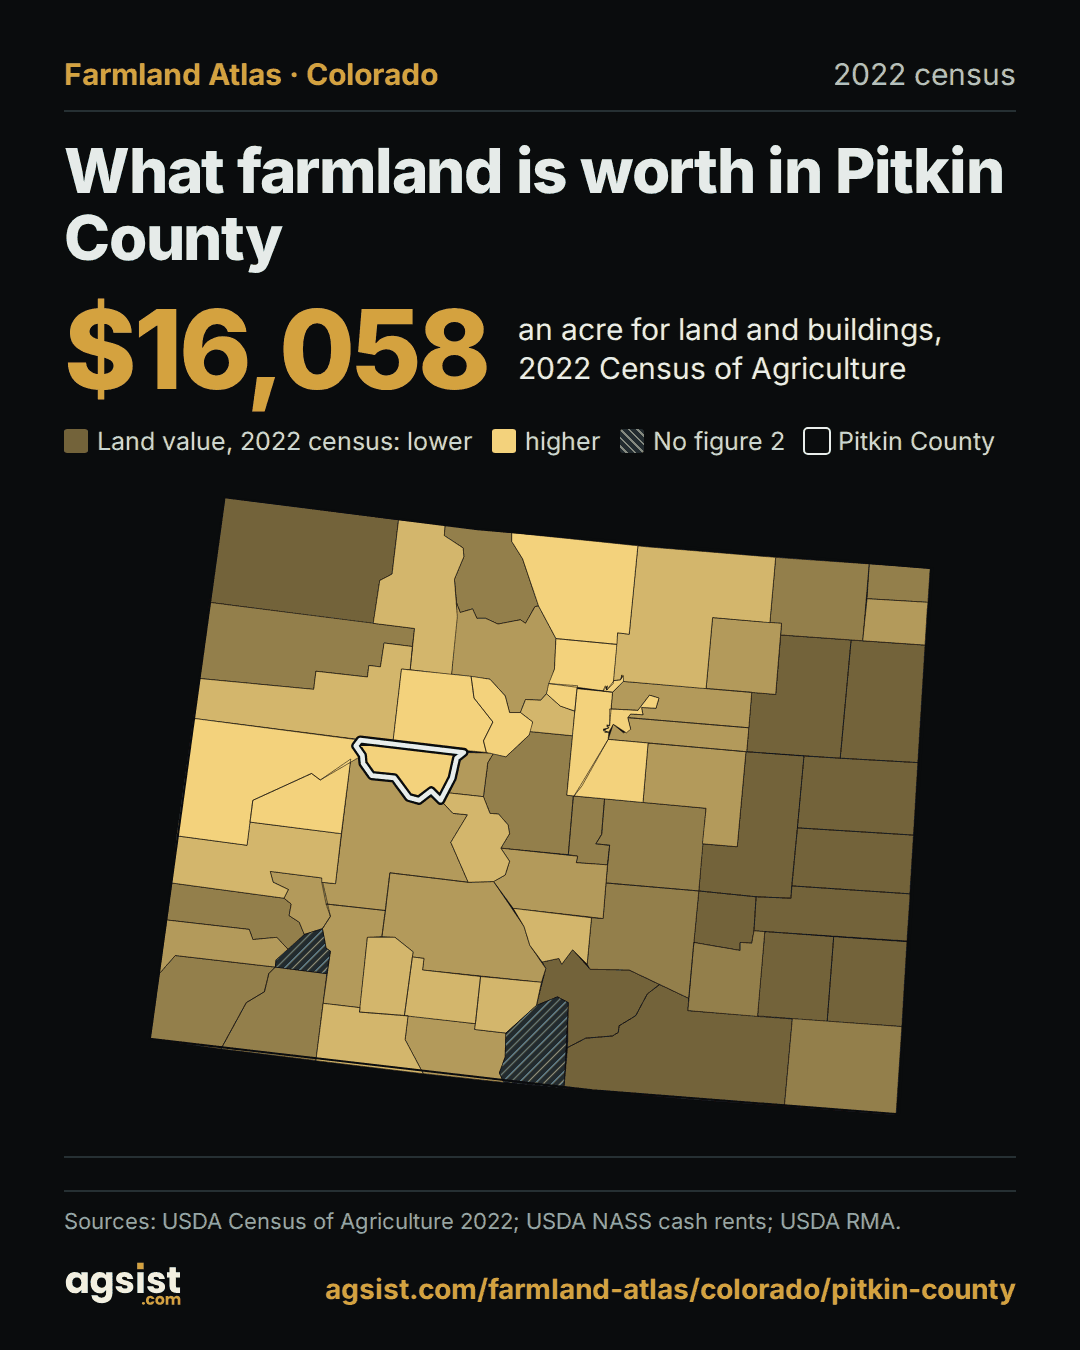 Farmland Atlas · Colorado
2022 census
What farmland is worth in Pitkin
County
$16,058
an acre for land and buildings,
2022 Census of Agriculture
Land value, 2022 census: lower
higher
No figure 2
Pitkin County
Sources: USDA Census of Agriculture 2022; USDA NASS cash rents; USDA RMA.
agsist
.com
agsist.com/farmland-atlas/colorado/pitkin-county